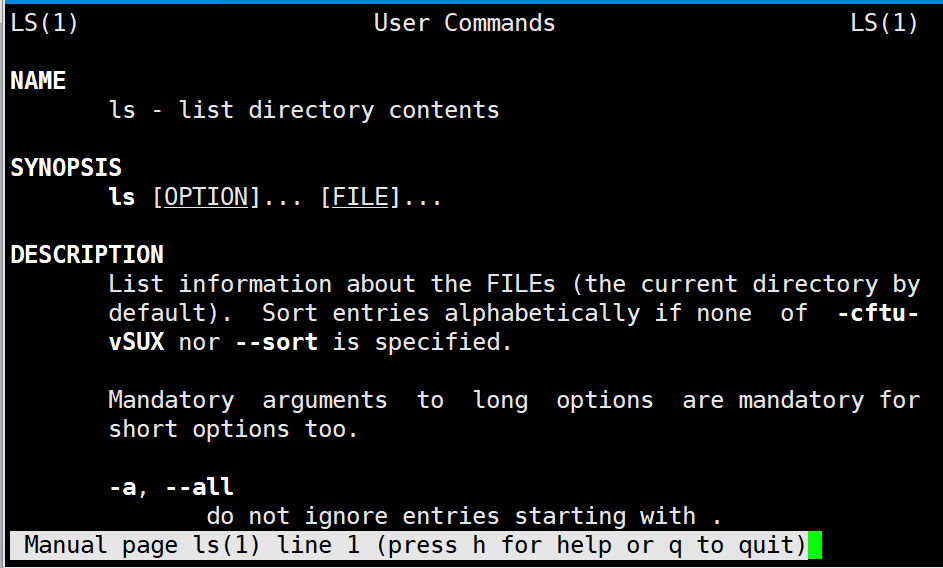 LS(1) User Commands LS(1)
NAME
ls - list directory contents
SYNOPSIS
ls [OPTION]... [FILE]...
DESCRIPTION
List information about the FILEs (the current directory by
default).  Sort entries alphabetically if none  of  -cftu-
vSUX nor --sort is specified.
Mandatory  arguments  to  long  options  are mandatory for
short options too.
-a, --all
do not ignore entries starting with .
Manual page ls(1) line 1 (press h for help or q to quit)